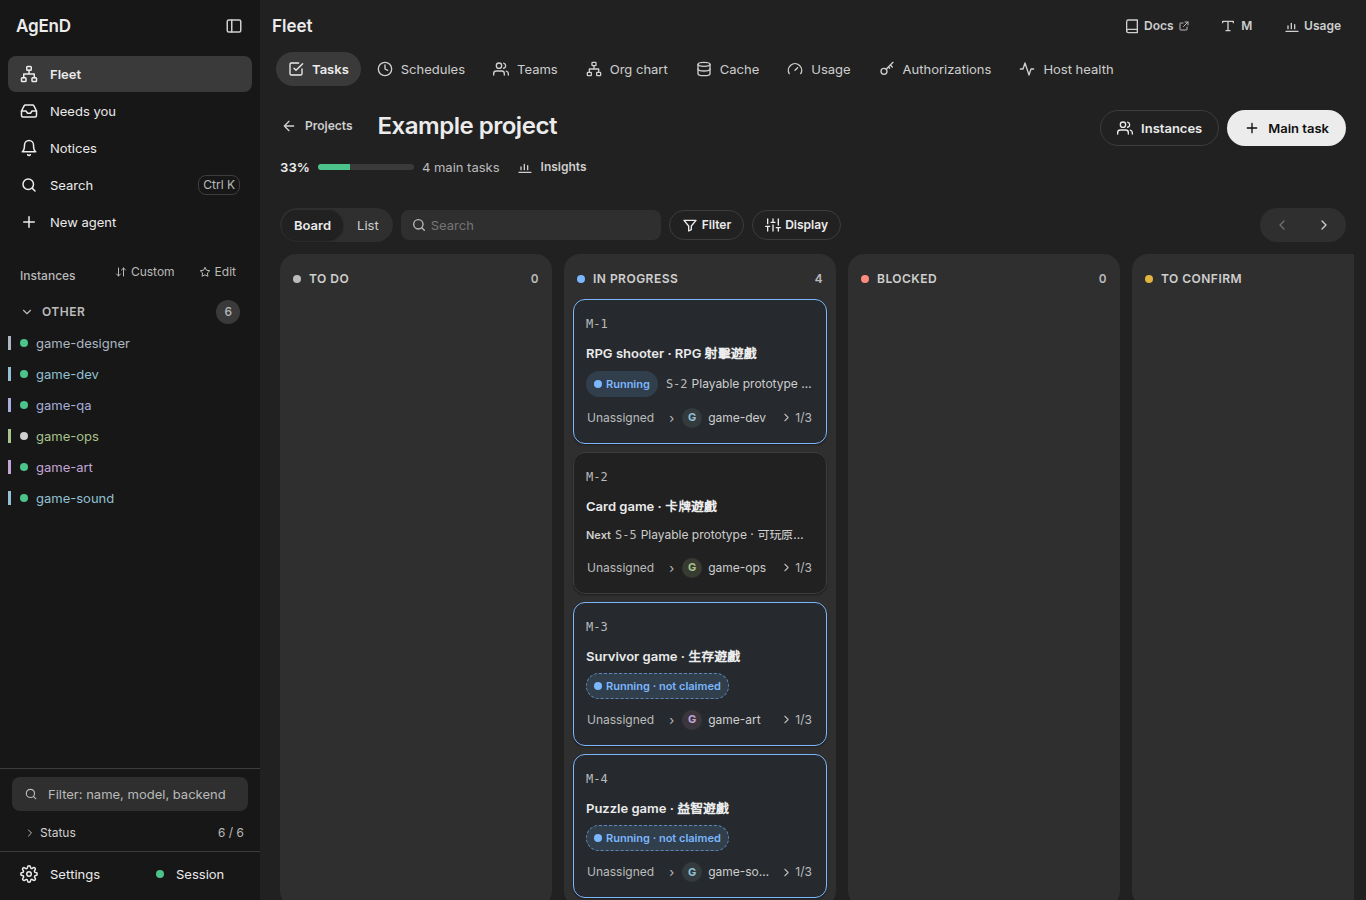 AgEnD
Fleet
Needs you
Notices
Search Ctrl K
New agent
Instances Custom Edit
OTHER 6
game-designer
game-dev
game-qa
game-ops
game-art
game-sound
Filter: name, model, backend
Status 6 / 6
Settings Session
Fleet Docs M Usage
Tasks Schedules Teams Org chart Cache Usage Authorizations Host health
Projects Example project Instances Main task
33% 4 main tasks Insights
Board List Search Filter Display
TO DO 0
IN PROGRESS 4
M-1
RPG shooter · RPG 射擊遊戲
Running S-2 Playable prototype ...
Unassigned › G game-dev 1/3
M-2
Card game · 卡牌遊戲
Next S-5 Playable prototype · 可玩原...
Unassigned › G game-ops 1/3
M-3
Survivor game · 生存遊戲
Running · not claimed
Unassigned › G game-art 1/3
M-4
Puzzle game · 益智遊戲
Running · not claimed
Unassigned › G game-so... 1/3
BLOCKED 0
TO CONFIRM